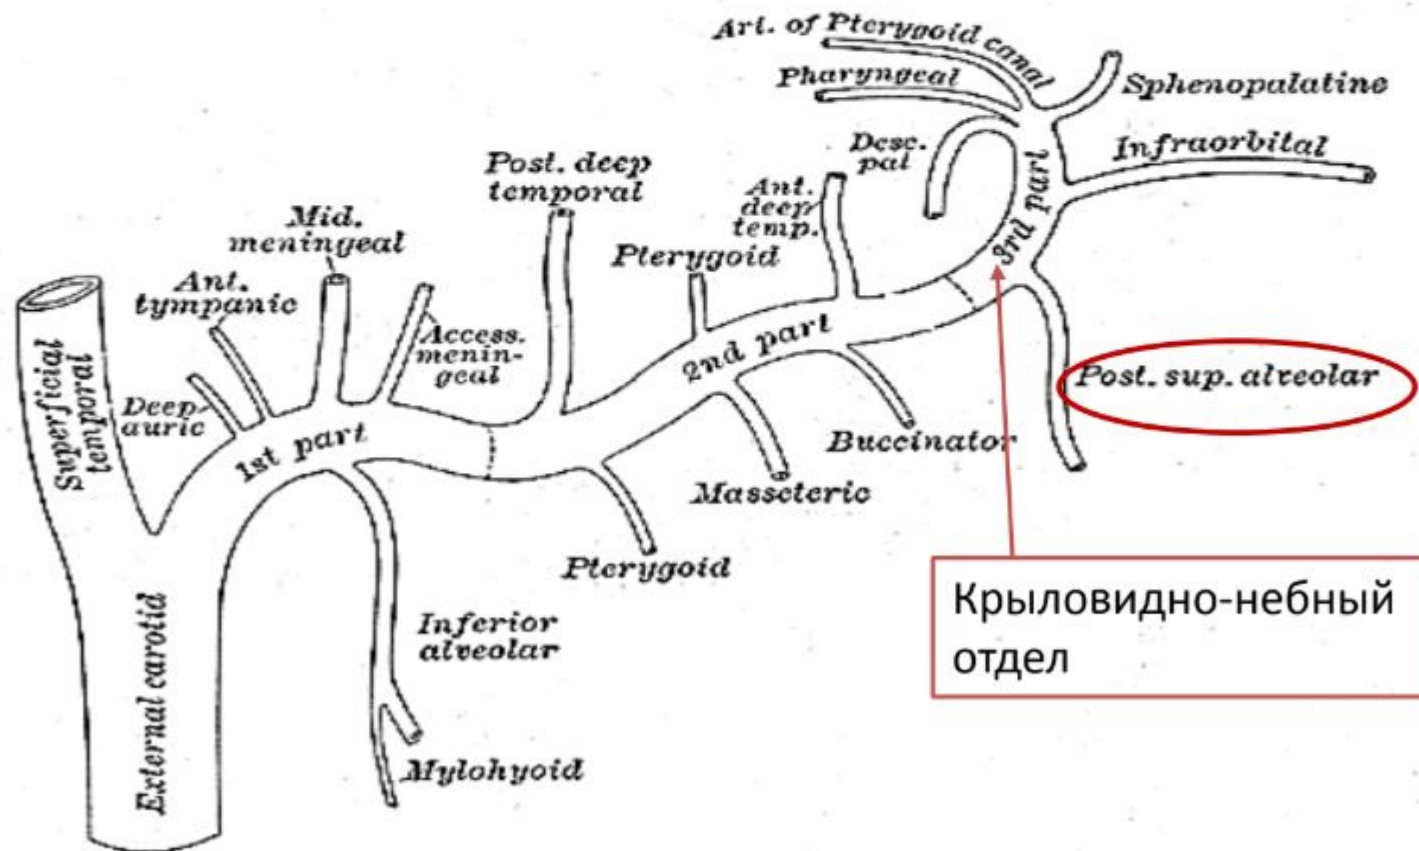 Art. of Pterygoid canal
Pharyngeal
Sphenopalatine
Desc.
pal
Infraorbital
Post. deep
temporal
Ant.
deep
temp.
3rd part
Mid.
meningeal
Pterygoid
Ant.
tympanic
Access.
menin-
geal
2nd part
Superficial
temporal
Deep
auric
1st part
Post. sup. alveolar
Buccinator
Masseteric
Pterygoid
Крыловидно-небный
отдел
Inferior
alveolar
External carotid
Mylohyoid